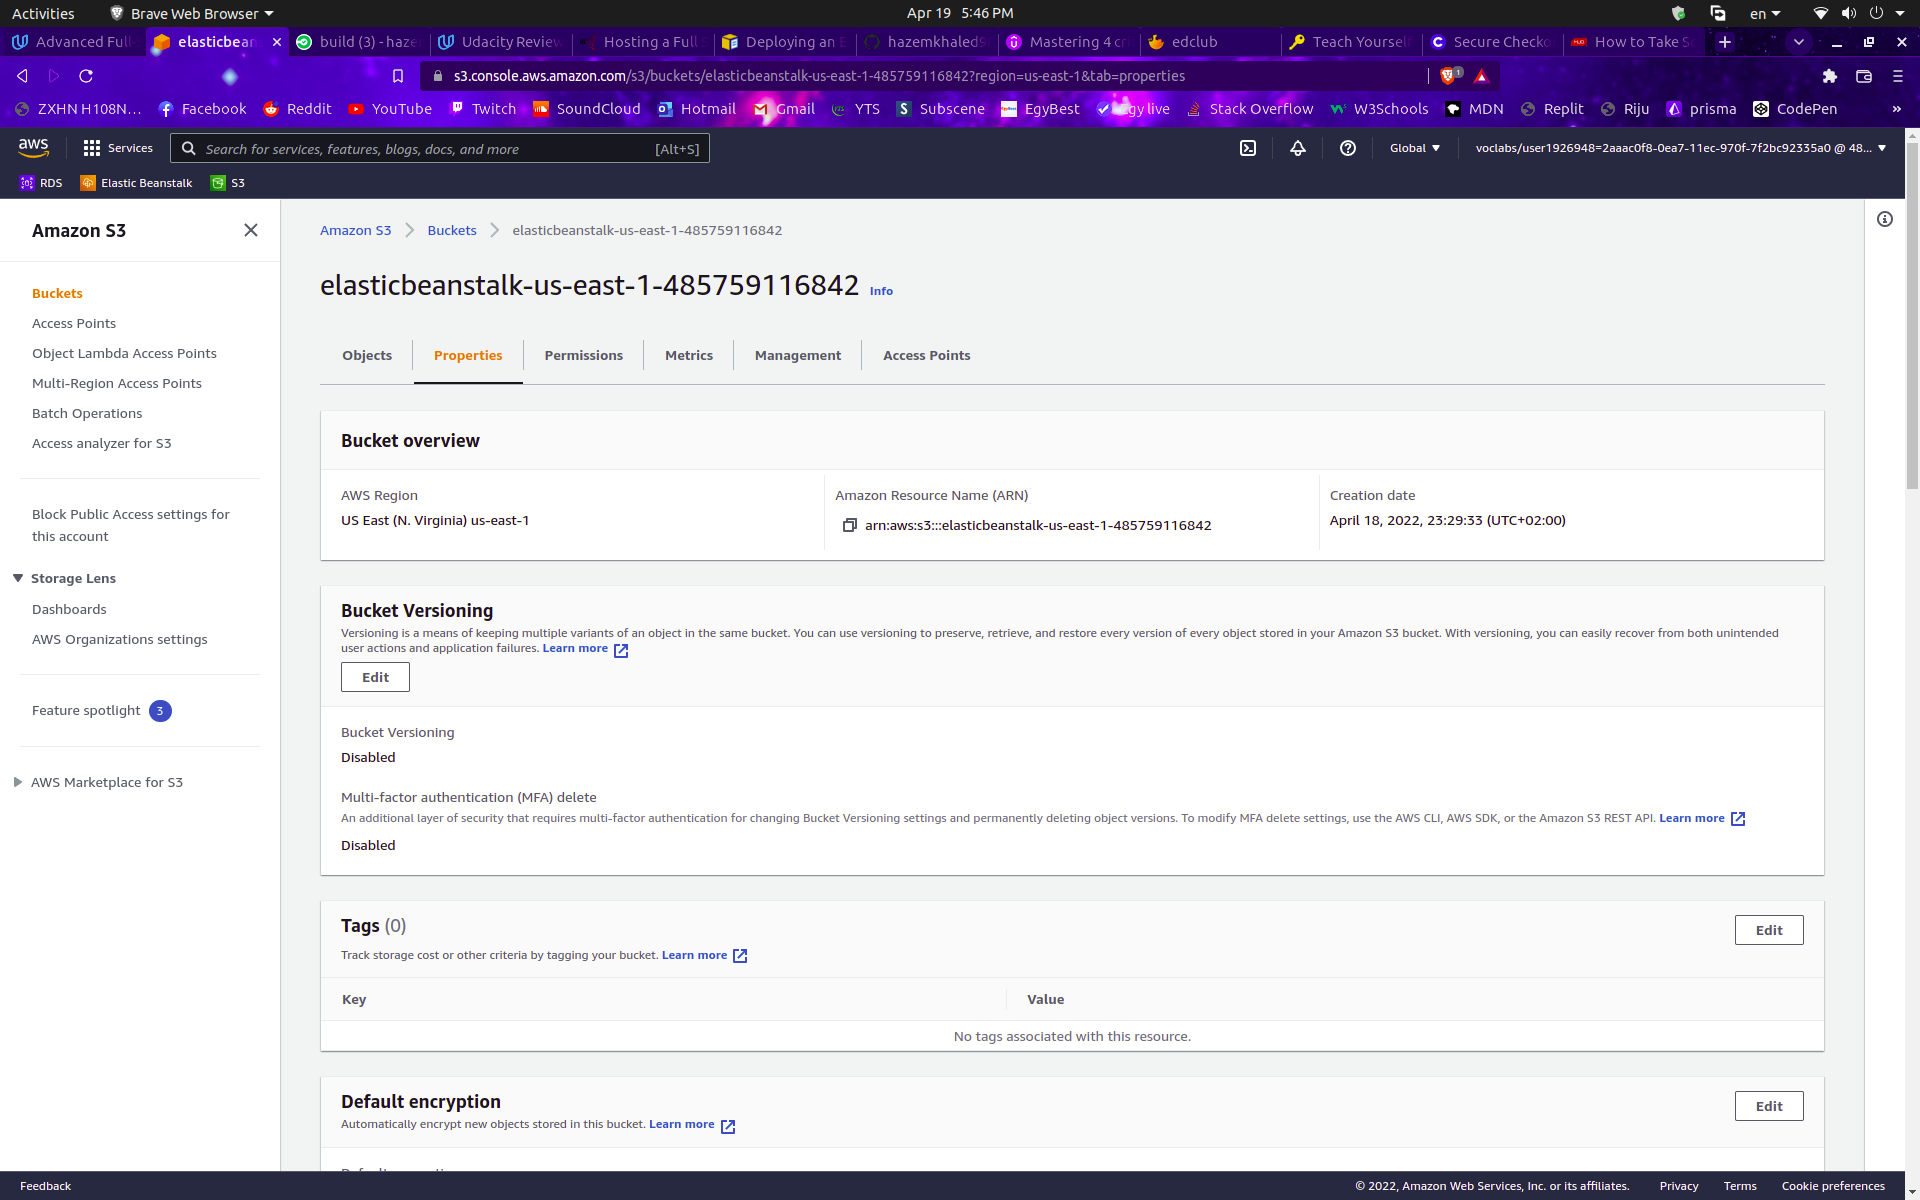 Activities
Brave Web Browser
Apr 19 5:46 PM
en
Advanced Full
elasticbean
build (3) - haze
Udacity Review
Hosting a Full S
Deploying an E
hazemkhaled9
Mastering 4 cri
edclub
Teach Yourself
Secure Checko
How to Take Sc
s3.console.aws.amazon.com/s3/buckets/elasticbeanstalk-us-east-1-485759116842?region=us-east-1&tab=properties
1
ZXHN H108N...
Facebook
Reddit
YouTube
Twitch
SoundCloud
Hotmail
Gmail
YTS
Subscene
EgyBest
Egy live
Stack Overflow
W3Schools
MDN
Replit
Riju
prisma
CodePen
»
aws
Services
Search for services, features, blogs, docs, and more
[Alt+S]
Global
voclabs/user1926948=2aaac0f8-0ea7-11ec-970f-7f2bc92335a0 @ 48...
RDS
Elastic Beanstalk
S3
Amazon S3
Buckets
Access Points
Object Lambda Access Points
Multi-Region Access Points
Batch Operations
Access analyzer for S3
Block Public Access settings for
this account
Storage Lens
Dashboards
AWS Organizations settings
Feature spotlight 3
AWS Marketplace for S3
Amazon S3
Buckets
elasticbeanstalk-us-east-1-485759116842
elasticbeanstalk-us-east-1-485759116842 Info
Objects
Properties
Permissions
Metrics
Management
Access Points
Bucket overview
AWS Region
US East (N. Virginia) us-east-1
Amazon Resource Name (ARN)
arn:aws:s3:::elasticbeanstalk-us-east-1-485759116842
Creation date
April 18, 2022, 23:29:33 (UTC+02:00)
Bucket Versioning
Versioning is a means of keeping multiple variants of an object in the same bucket. You can use versioning to preserve, retrieve, and restore every version of every object stored in your Amazon S3 bucket. With versioning, you can easily recover from both unintended
user actions and application failures. Learn more
Edit
Bucket Versioning
Disabled
Multi-factor authentication (MFA) delete
An additional layer of security that requires multi-factor authentication for changing Bucket Versioning settings and permanently deleting object versions. To modify MFA delete settings, use the AWS CLI, AWS SDK, or the Amazon S3 REST API. Learn more
Disabled
Tags (0)
Edit
Track storage cost or other criteria by tagging your bucket. Learn more
Key
Value
No tags associated with this resource.
Default encryption
Edit
Automatically encrypt new objects stored in this bucket. Learn more
Feedback
© 2022, Amazon Web Services, Inc. or its affiliates.
Privacy
Terms
Cookie preferences